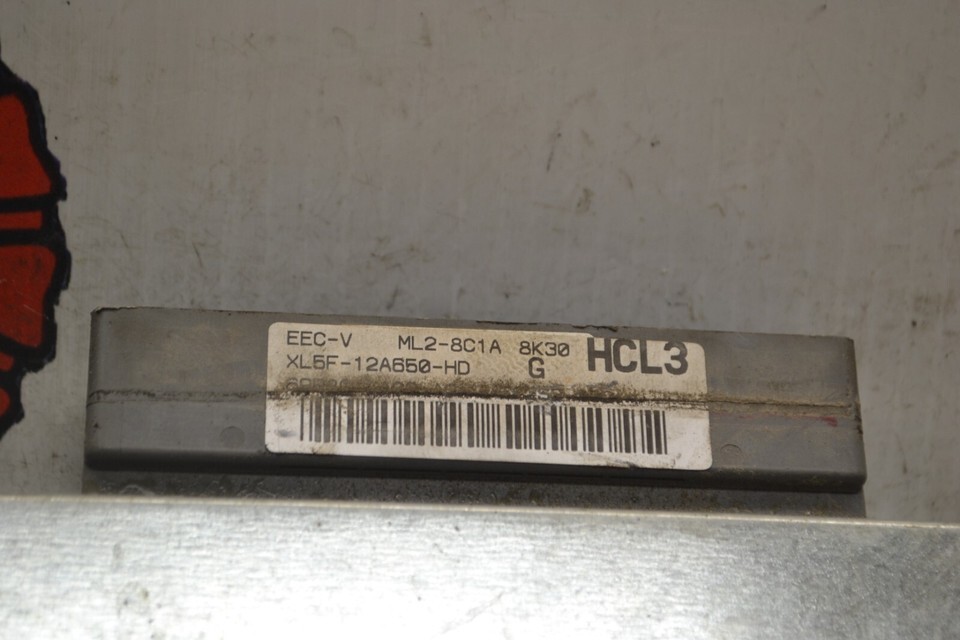 EEC-V ML2-8C1A 8K30 HCL3
XL5F-12A650-HD G